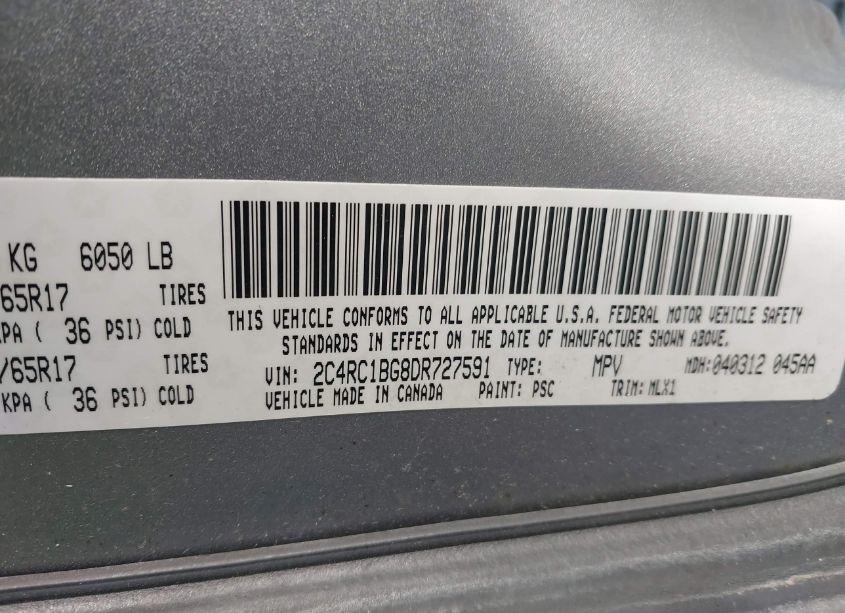 KG 6050 LB
65R17 TIRES
KPA ( 36 PSI) COLD
/65R17 TIRES
KPA ( 36 PSI) COLD
THIS VEHICLE CONFORMS TO ALL APPLICABLE U.S.A. FEDERAL MOTOR VEHICLE SAFETY
STANDARDS IN EFFECT ON THE DATE OF MANUFACTURE SHOWN ABOVE.
VIN: 2C4RC1BG8DR727591 TYPE: MPV MDH:040312 045AA
VEHICLE MADE IN CANADA PAINT: PSC TRIM:MLX1